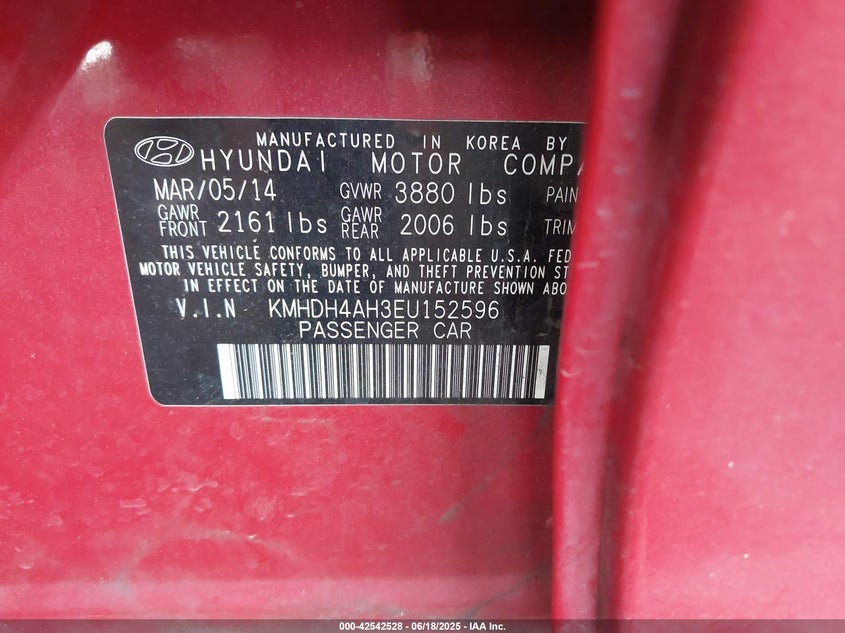 MANUFACTURED IN KOREA BY
HYUNDAI MOTOR COMPA
MAR/05/14 GVWR 3880 lbs PAIN
GAWR FRONT 2161 lbs GAWR REAR 2006 lbs TRIM
THIS VEHICLE CONFORMS TO ALL APPLICABLE U.S.A. FED
MOTOR VEHICLE SAFETY, BUMPER, AND THEFT PREVENTION ST
IN EFFECT ON THE DATE OF MANUFACTURE SHOWN ABO
V.I.N KMHDH4AH3EU152596
PASSENGER CAR
000-42542528 - 06/18/2025 - IAA Inc.